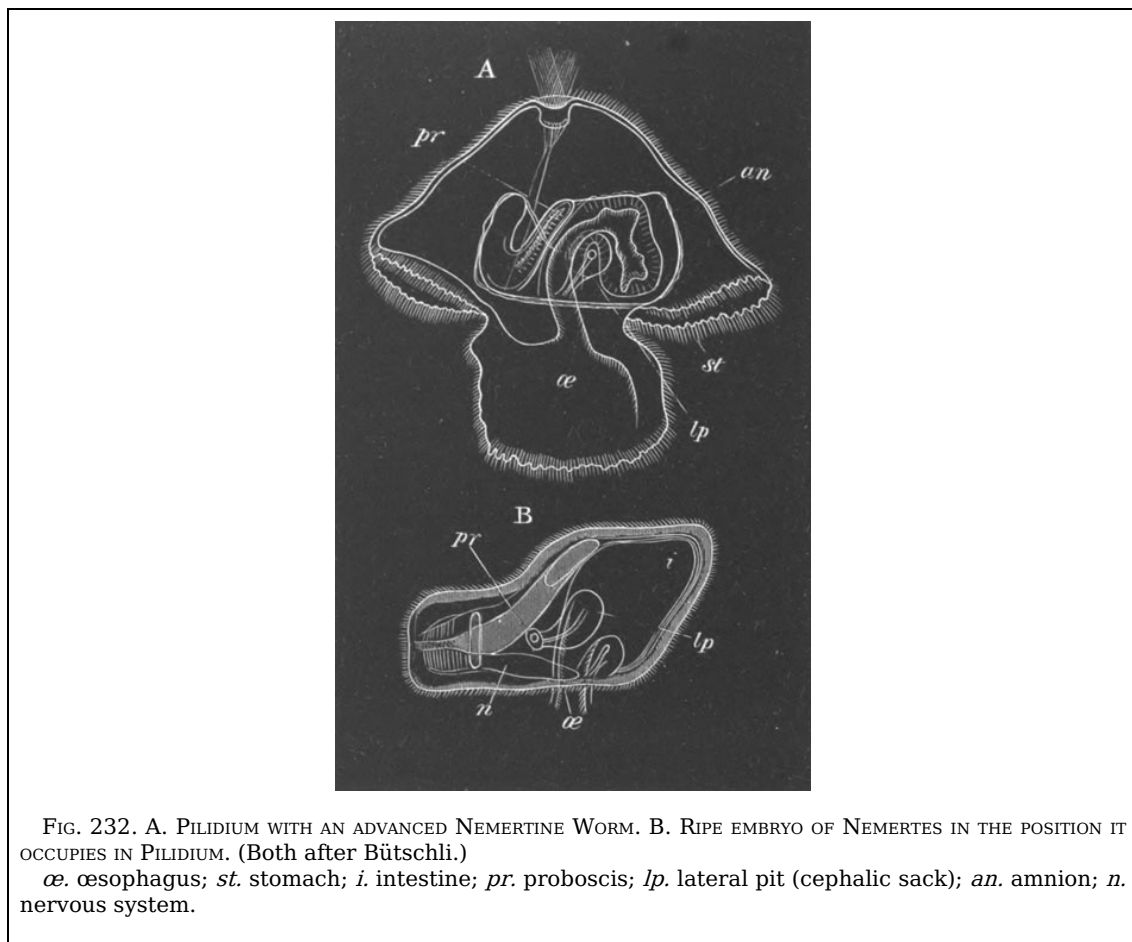 A
pr
an
œ
st
lp
B
pr
i
lp
n
œ
FIG. 232. A. PILIDIUM WITH AN ADVANCED NEMERTINE WORM. B. RIPE EMBRYO OF NEMERTES IN THE POSITION IT
OCCUPIES IN PILIDIUM. (Both after Bütschli.)
œ. œsophagus; st. stomach; i. intestine; pr. proboscis; lp. lateral pit (cephalic sack); an. amnion; n.
nervous system.